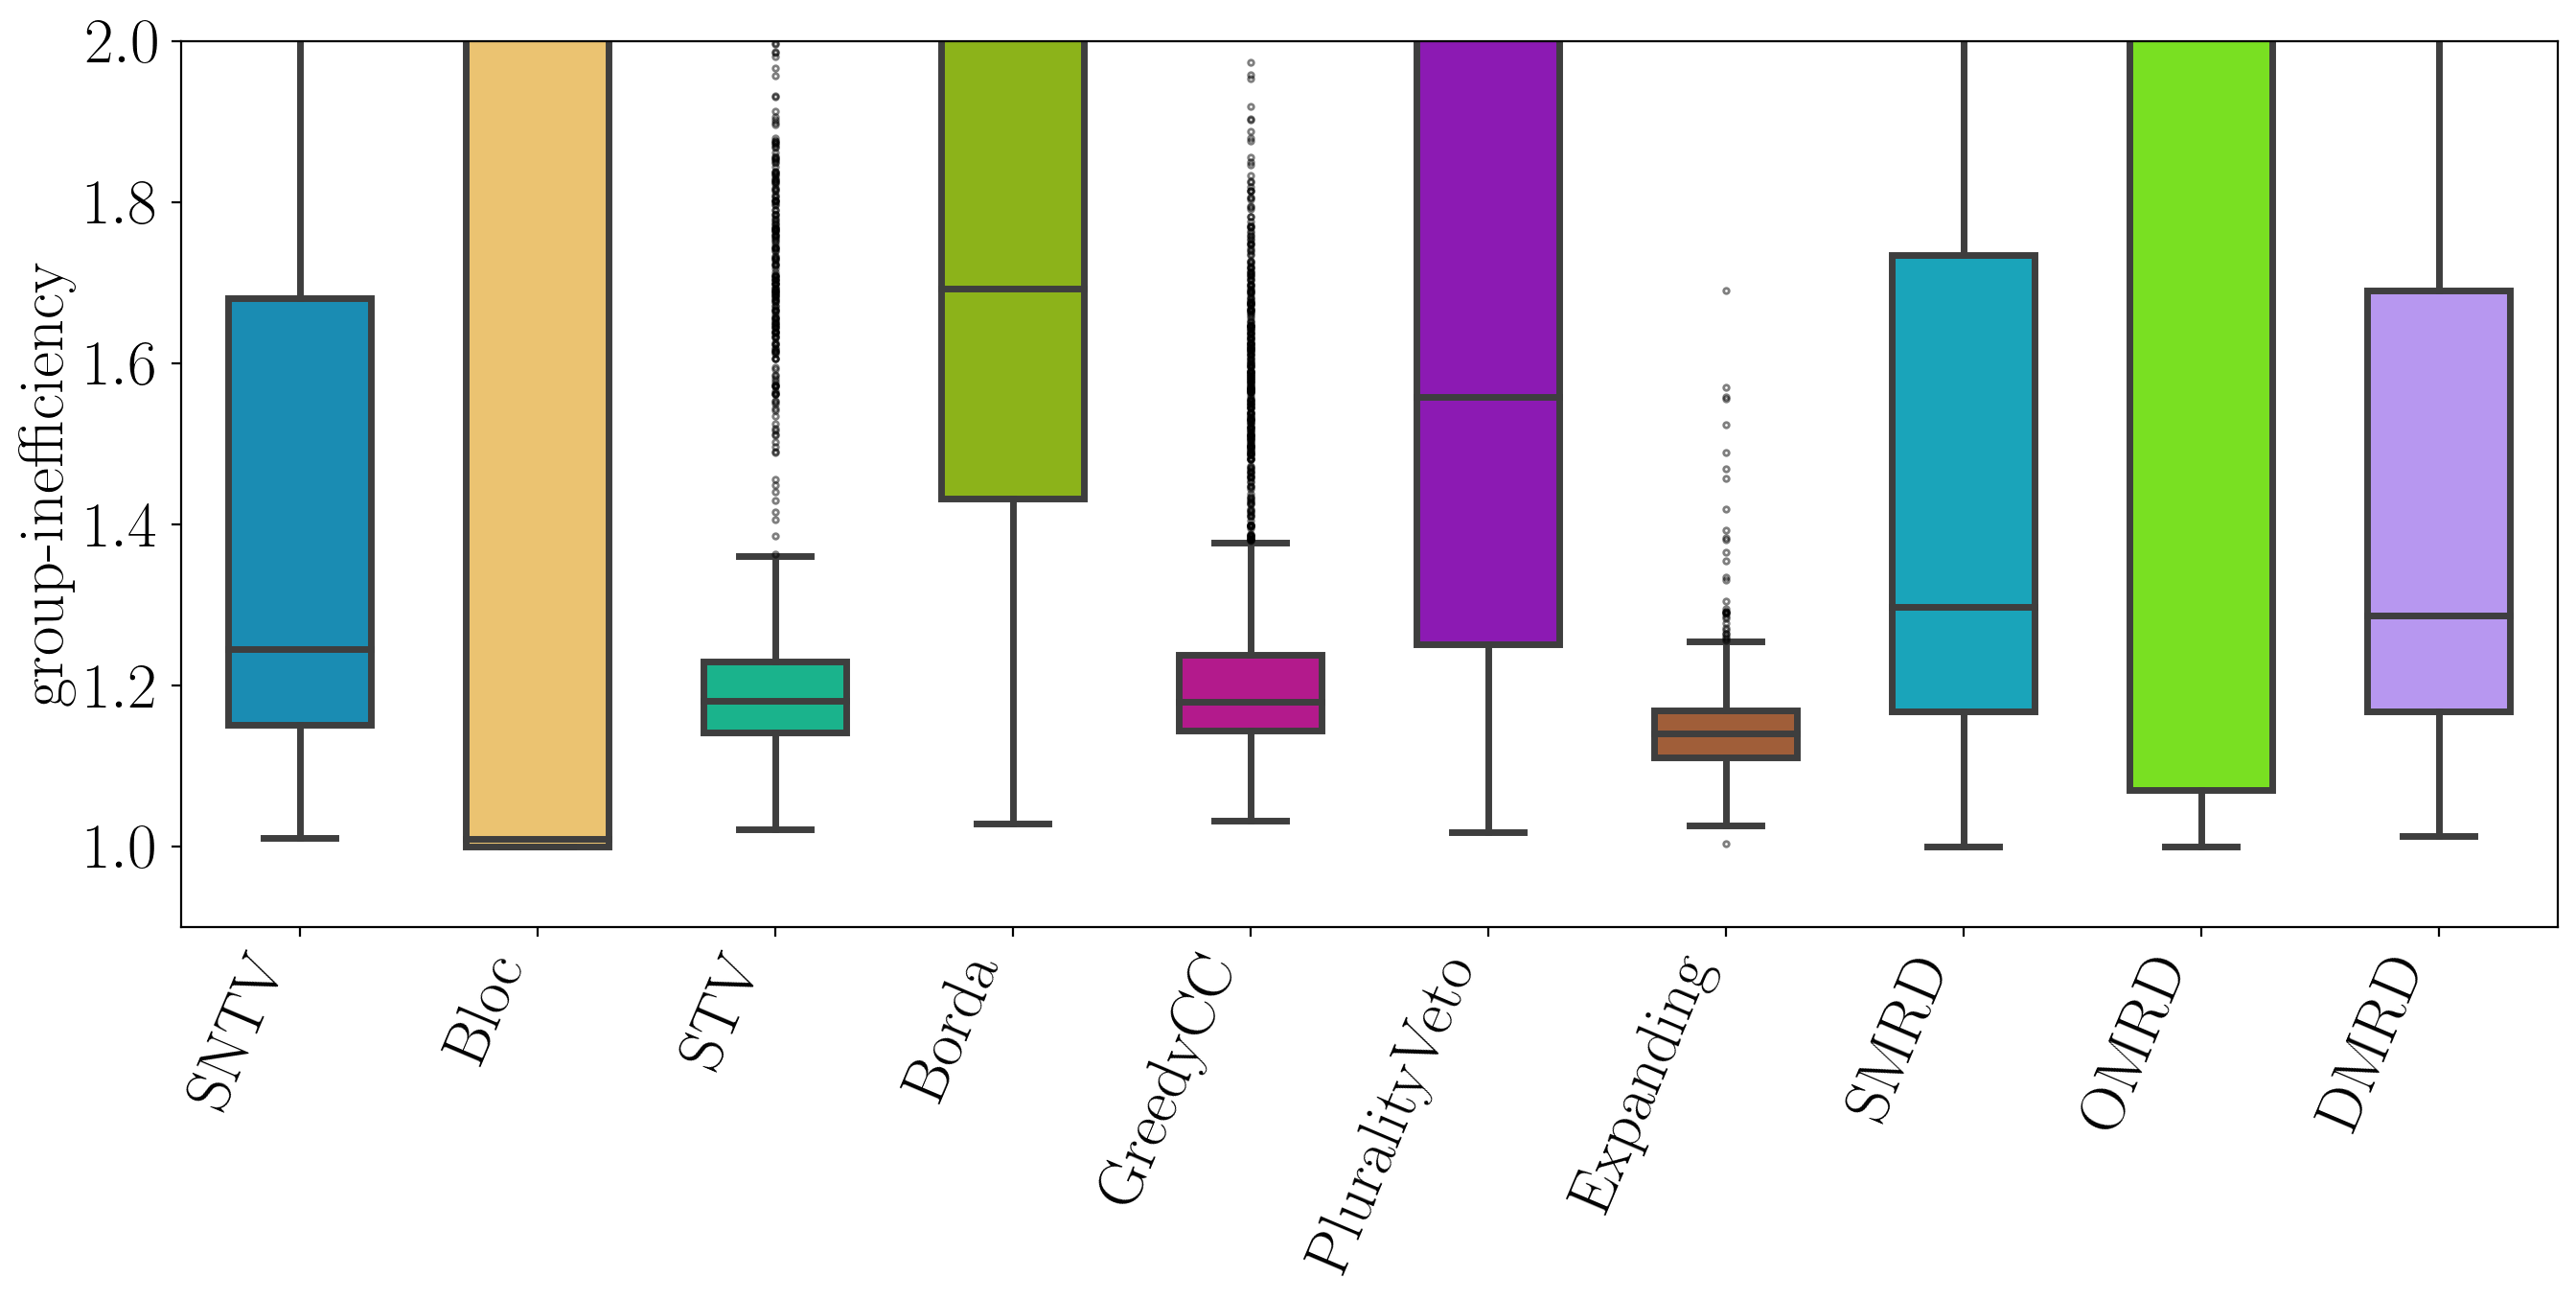 group-inefficiency
2.0
1.8
1.6
1.4
1.2
1.0
SNTV
Bloc
STV
Borda
GreedyCC
PluralityVeto
Expanding
SMRD
OMRD
DMRD